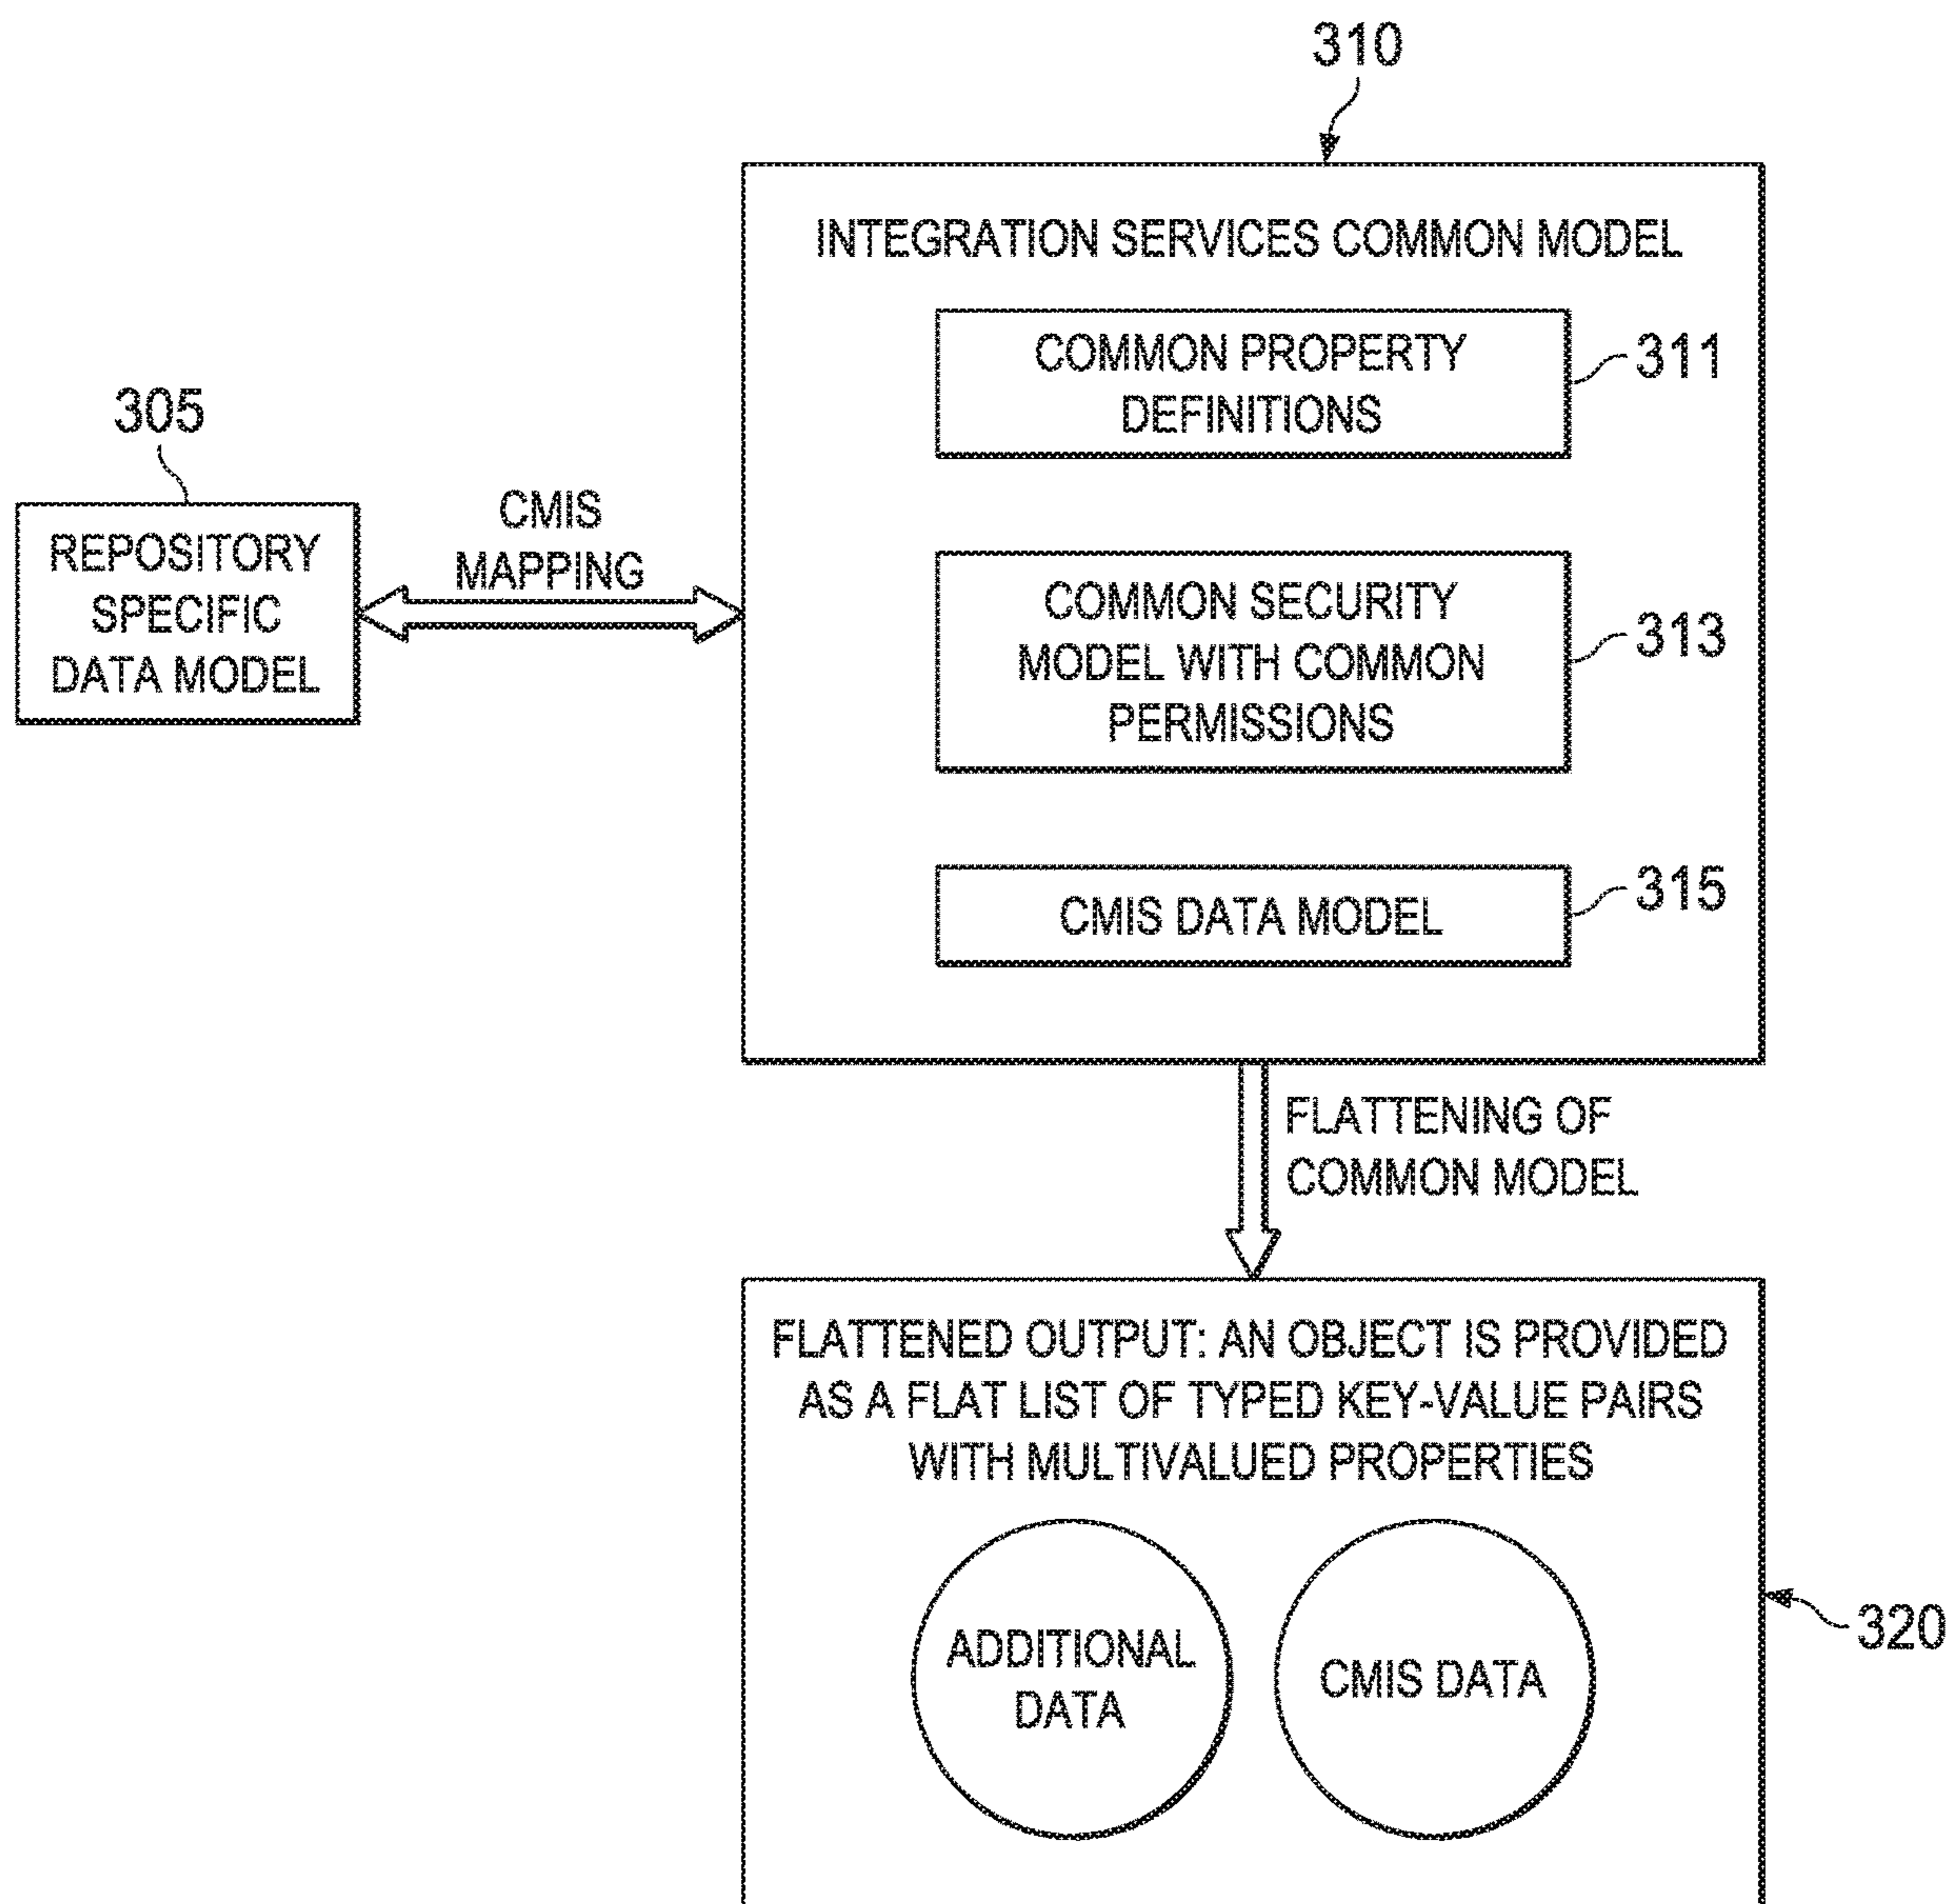 310
INTEGRATION SERVICES COMMON MODEL
COMMON PROPERTY
DEFINITIONS
311
305
REPOSITORY
SPECIFIC
DATA MODEL
CMIS
MAPPING
COMMON SECURITY
MODEL WITH COMMON
PERMISSIONS
313
CMIS DATA MODEL
315
FLATTENING OF
COMMON MODEL
FLATTENED OUTPUT: AN OBJECT IS PROVIDED
AS A FLAT LIST OF TYPED KEY-VALUE PAIRS
WITH MULTIVALUED PROPERTIES
ADDITIONAL
DATA
CMIS DATA
320